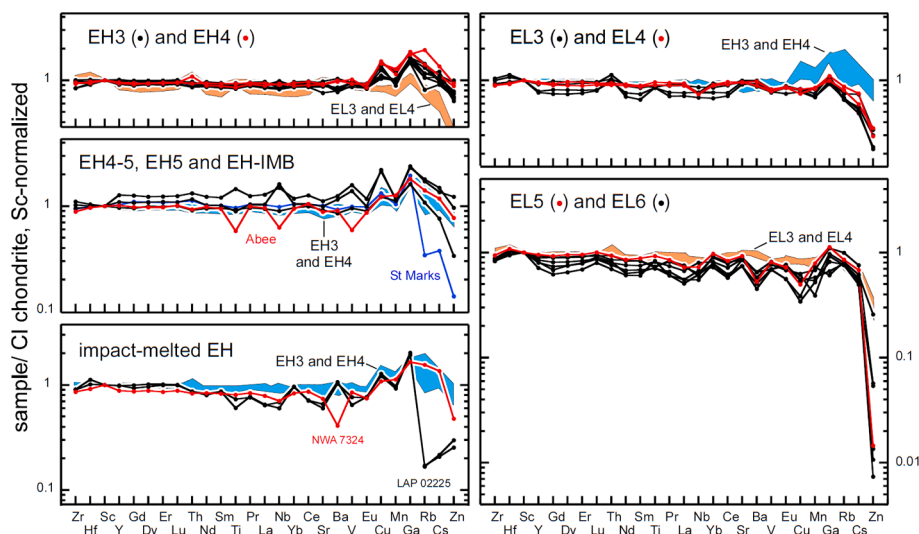 sample/ CI chondrite, Sc-normalized
EH3 (•) and EH4 (•)
1
EL3 and EL4
EH4-5, EH5 and EH-IMB
1
Abee
EH3
and EH4
St Marks
0.1
impact-melted EH
EH3 and EH4
1
NWA 7324
LAP 02225
0.1
Zr Hf Sc Y Gd Dy Er Lu Th Nd Sm Ti Pr La Nb Yb Ce Sr Ba V Eu Cu Mn Ga Rb Cs Zn
EL3 (•) and EL4 (•)
EH3 and EH4
1
EL5 (•) and EL6 (•)
EL3 and EL4
1
0.1
0.01
Zr Hf Sc Y Gd Dy Er Lu Th Nd Sm Ti Pr La Nb Yb Ce Sr Ba V Eu Cu Mn Ga Rb Cs Zn